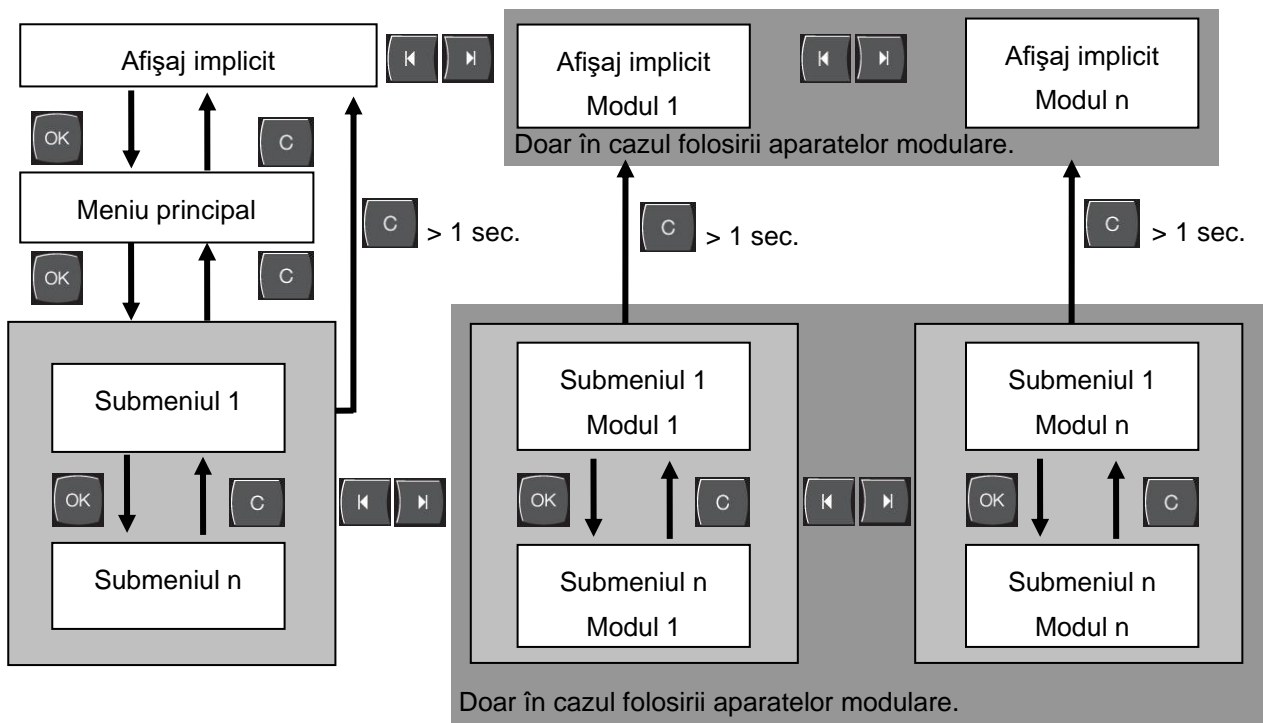 Afişaj implicit
Afişaj implicit
Modul 1
Afişaj implicit
Modul n
Doar în cazul folosirii aparatelor modulare.
OK
C
Meniu principal
C
> 1 sec.
C
> 1 sec.
C
> 1 sec.
OK
C
Submeniul 1
Submeniul 1
Modul 1
Submeniul 1
Modul n
OK
C
OK
C
OK
C
Submeniul n
Submeniul n
Modul 1
Submeniul n
Modul n
Doar în cazul folosirii aparatelor modulare.